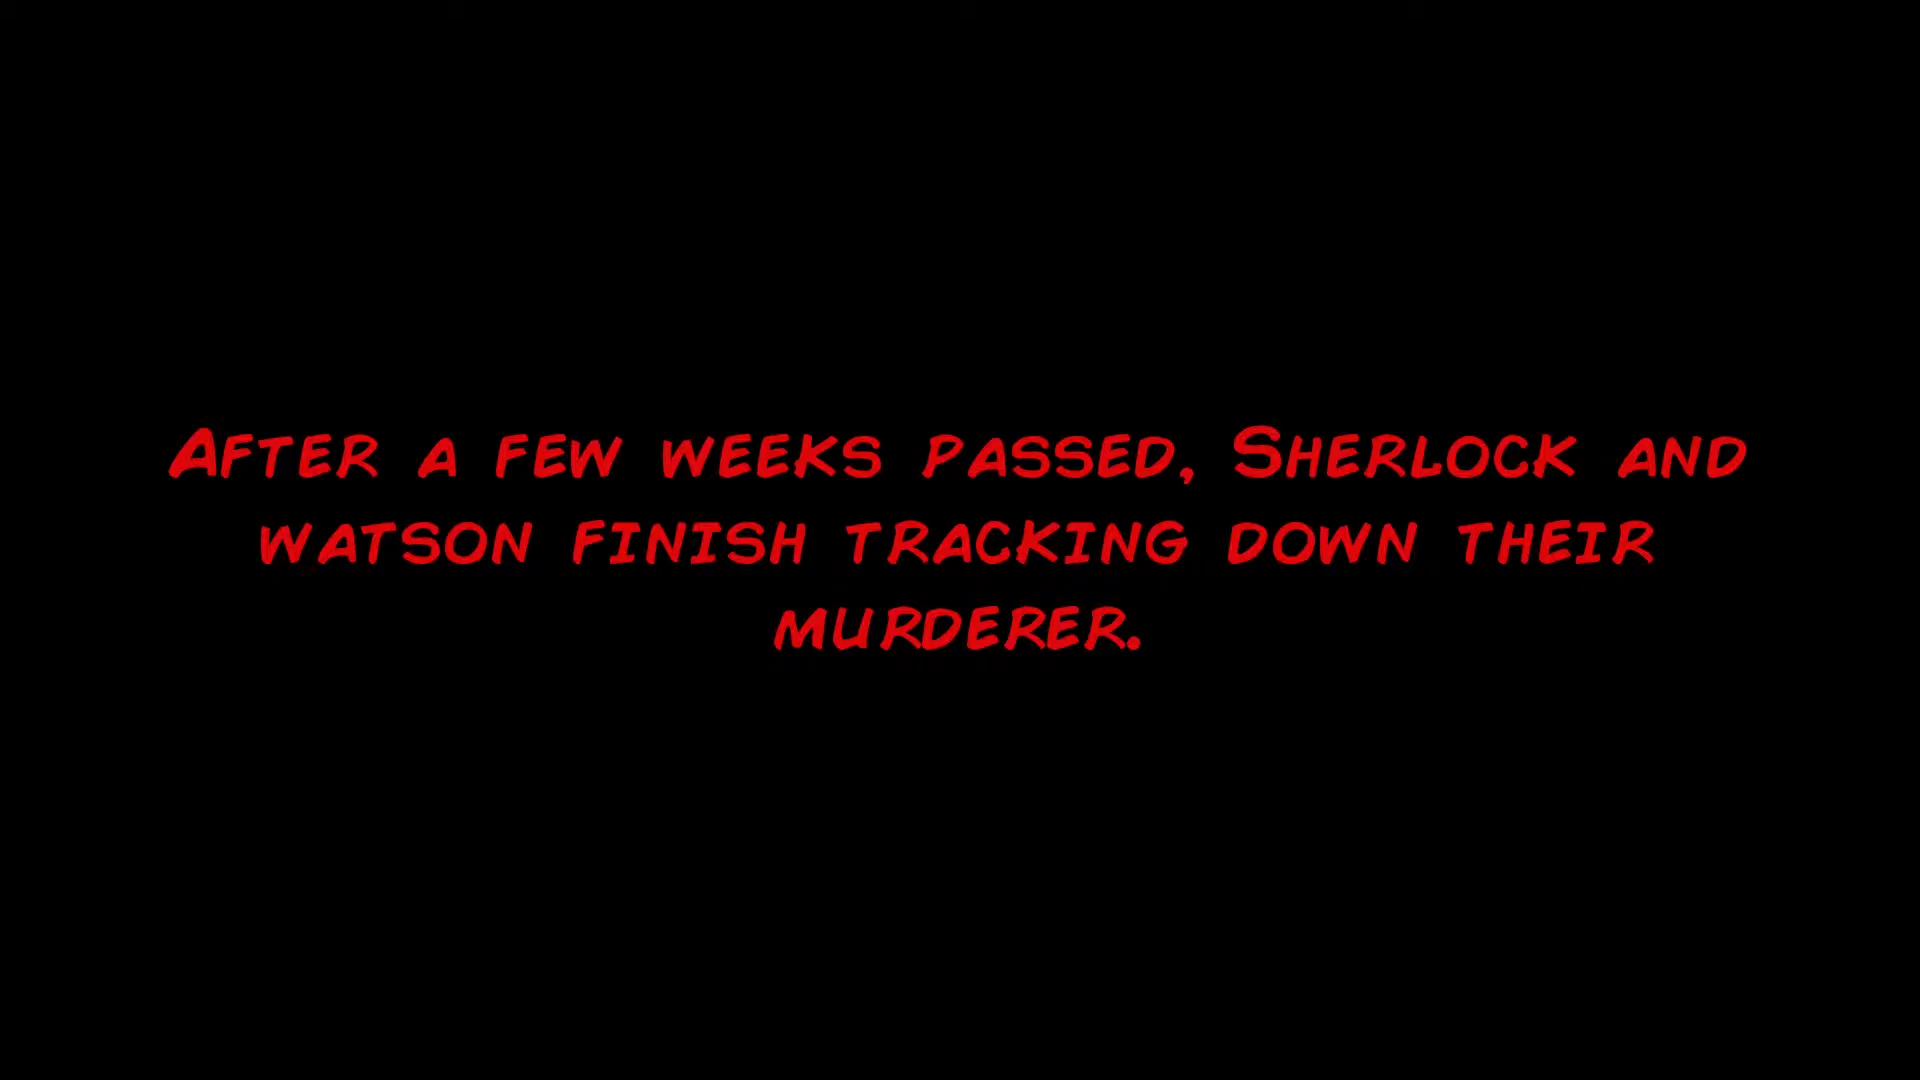 After a few weeks passed, Sherlock and
watson finish tracking down their
murderer.